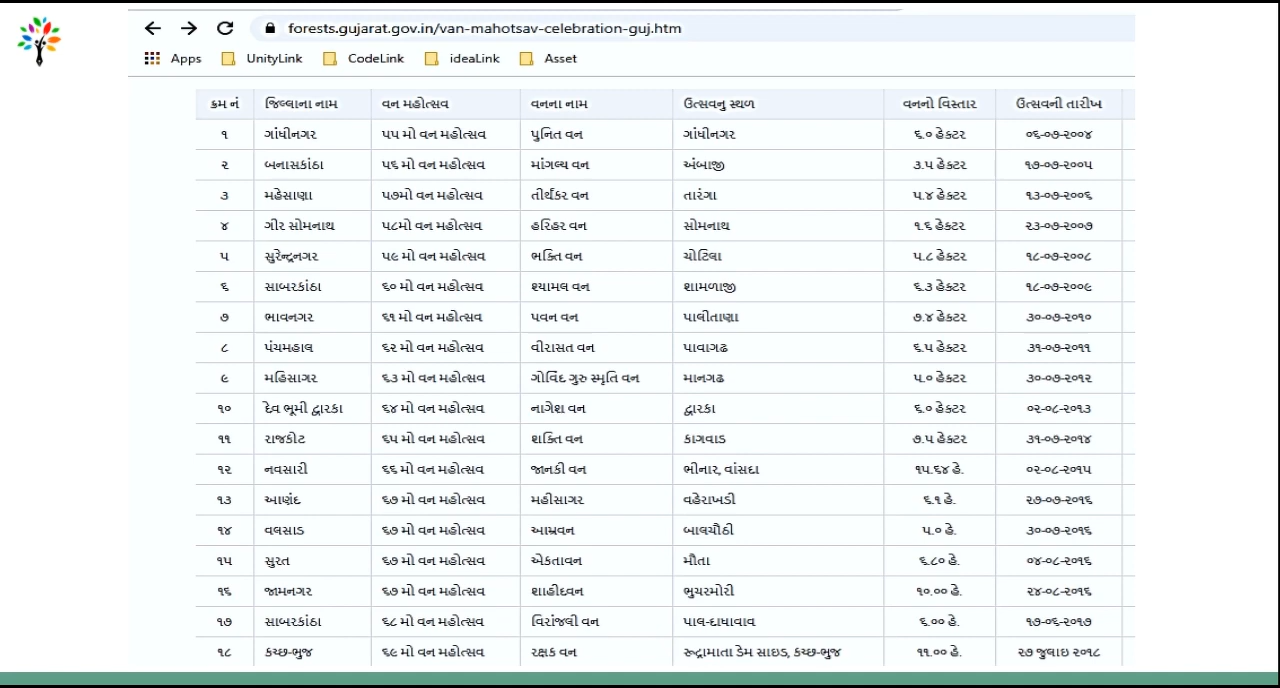 forests.gujarat.gov.in/van-mahotsav-celebration-guj.htm
Apps UnityLink CodeLink ideaLink Asset
ક્રમ નં જિલ્લાના નામ વન મહોત્સવ વનના નામ ઉત્સવનુ સ્થળ વનનો વિસ્તાર ઉત્સવની તારીખ
૧ ગાંધીનગર ૫૫ મો વન મહોત્સવ પુનિત વન ગાંધીનગર ૬.૦ હેક્ટર ૦૬-૦૭-૨૦૦૪
૨ બનાસકાંઠા ૫૬ મો વન મહોત્સવ માંગલ્ય વન અંબાજી ૩.૫ હેક્ટર ૧૭-૦૭-૨૦૦૫
૩ મહેસાણા ૫૭મો વન મહોત્સવ તીર્થંકર વન તારંગા ૫.૪ હેક્ટર ૧૩-૦૭-૨૦૦૬
૪ ગીર સોમનાથ ૫૮મો વન મહોત્સવ હરિહર વન સોમનાથ ૧.૬ હેક્ટર ૨૩-૦૭-૨૦૦૭
૫ સુરેન્દ્રનગર ૫૯ મો વન મહોત્સવ ભક્તિ વન ચોટિલા ૫.૮ હેક્ટર ૧૮-૦૭-૨૦૦૮
૬ સાબરકાંઠા ૬૦ મો વન મહોત્સવ શ્યામલ વન શામળાજી ૬.૩ હેક્ટર ૧૮-૦૭-૨૦૦૯
૭ ભાવનગર ૬૧ મો વન મહોત્સવ પવન વન પાલીતાણા ૭.૪ હેક્ટર ૩૦-૦૭-૨૦૧૦
૮ પંચમહાલ ૬૨ મો વન મહોત્સવ વીરાસત વન પાવાગઢ ૬.૫ હેક્ટર ૩૧-૦૭-૨૦૧૧
૯ મહિસાગર ૬૩ મો વન મહોત્સવ ગોવિંદ ગુરુ સ્મૃતિ વન માનગઢ ૫.૦ હેક્ટર ૩૦-૦૭-૨૦૧૨
૧૦ દેવ ભૂમી દ્વારકા ૬૪ મો વન મહોત્સવ નાગેશ વન દ્વારકા ૬.૦ હેક્ટર ૦૨-૦૮-૨૦૧૩
૧૧ રાજકીટ ૬૫ મો વન મહોત્સવ શક્તિ વન કાગવાડ ૭.૫ હેક્ટર ૩૧-૦૭-૨૦૧૪
૧૨ નવસારી ૬૬ મો વન મહોત્સવ જાનકી વન ભીનાર, વાંસદા ૧૫.૬૪ હે. ૦૨-૦૮-૨૦૧૫
૧૩ આણંદ ૬૭ મો વન મહોત્સવ મહીસાગર વહેરાખડી ૬.૧ હે. ૨૭-૦૭-૨૦૧૬
૧૪ વલસાડ ૬૭ મો વન મહોત્સવ આમ્રવન બાલચૌઠી ૫.૦ હે. ૩૦-૦૭-૨૦૧૬
૧૫ સુરત ૬૭ મો વન મહોત્સવ એકતાવન મૌતા ૬.૮૦ હે. ૦૪-૦૮-૨૦૧૬
૧૬ જામનગર ૬૭ મો વન મહોત્સવ શાહીદવન ભુચરમોરી ૧૦.૦૦ હે. ૨૪-૦૮-૨૦૧૬
૧૭ સાબરકાંઠા ૬૮ મો વન મહોત્સવ વિરાંજલી વન પાલ-દાધાવાવ ૬.૦૦ હે. ૧૭-૦૬-૨૦૧૭
૧૮ કચ્છ-ભુજ ૬૯ મો વન મહોત્સવ રક્ષક વન રુદ્રામાતા ડેમ સાઇડ, કચ્છ-ભુજ ૧૧.૦૦ હે. ૨૭ જુલાઇ ૨૦૧૮